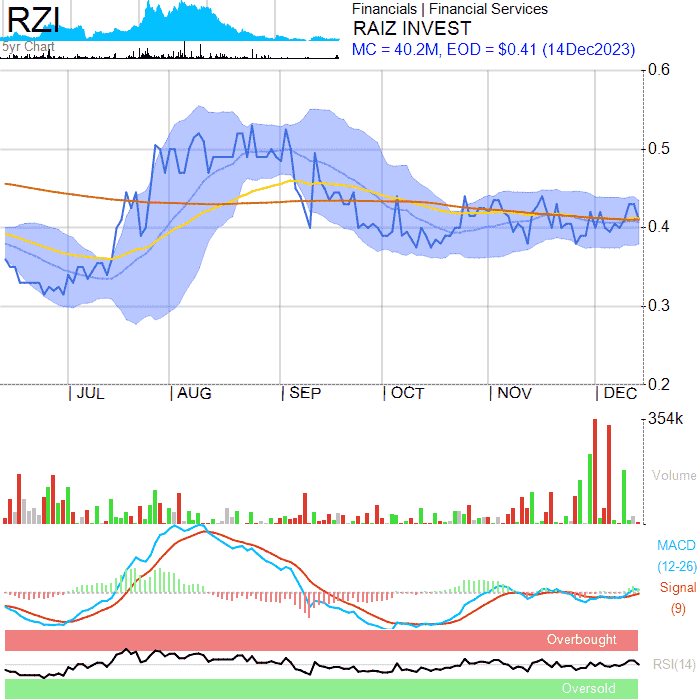 RZI
5yr Chart
Financials | Financial Services
RAIZ INVEST
MC = 40.2M, EOD = $0.41 (14Dec2023)
0.6
0.5
0.4
0.3
0.2
| JUL | AUG | SEP | OCT | NOV | DEC
354k
Volume
MACD
(12-26)
Signal
(9)
Overbought
RSI(14)
Oversold